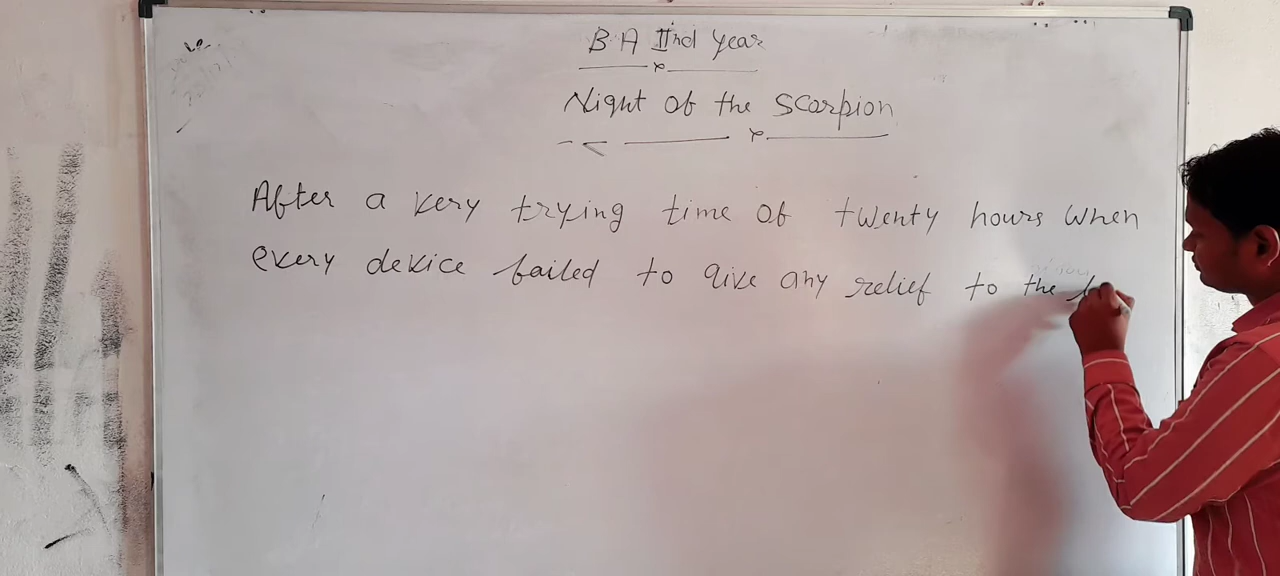 B.A IInd year
Night of the Scorpion
After a very trying time of twenty hours when
every device failed to give any relief to the